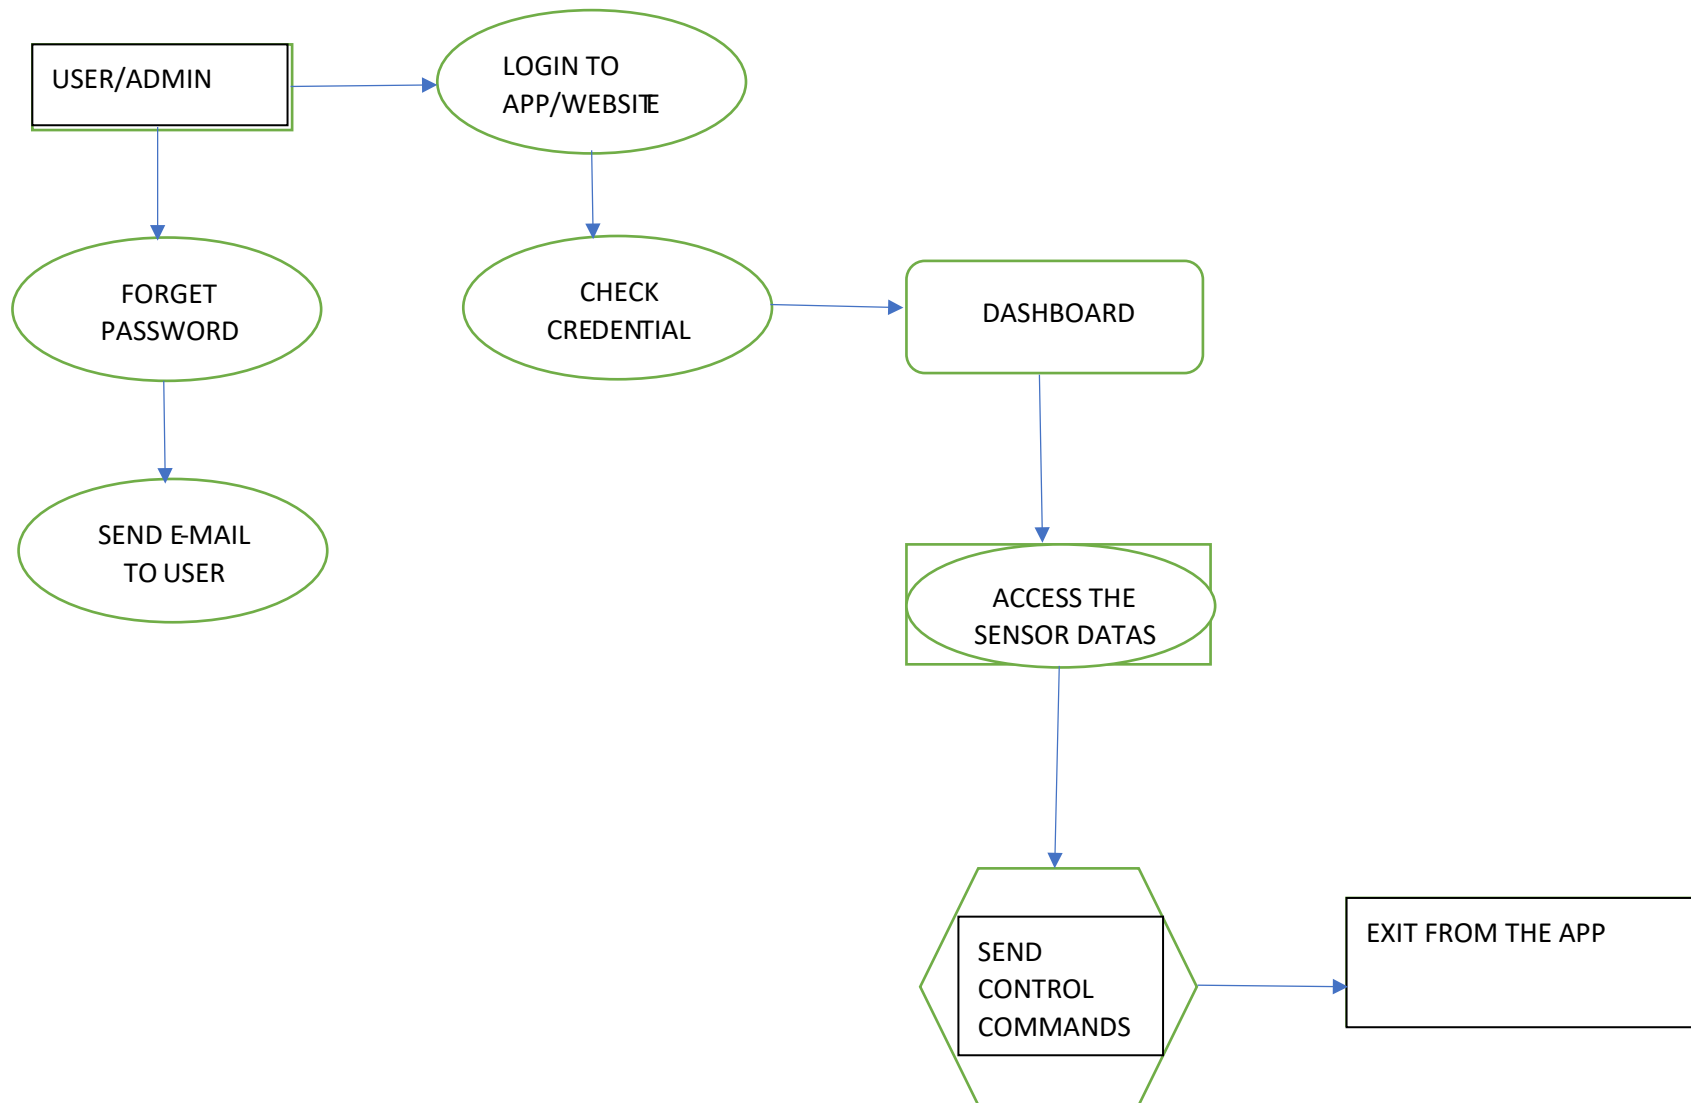 USER/ADMIN
LOGIN TO
APP/WEBSITE
FORGET
PASSWORD
CHECK
CREDENTIAL
DASHBOARD
SEND E-MAIL
TO USER
ACCESS THE
SENSOR DATAS
SEND
CONTROL
COMMANDS
EXIT FROM THE APP